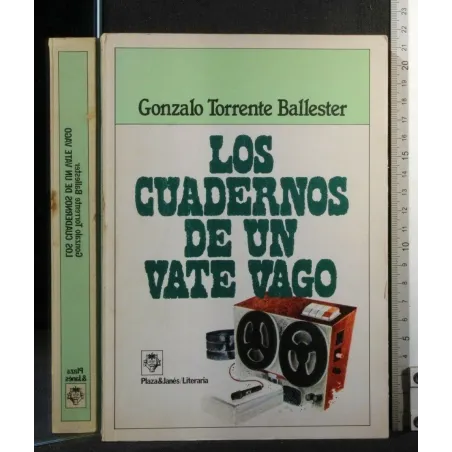 Gonzalo Torrente Ballester
LOS
CUADERNOS
DE UN
VATE VAGO
Plaza&Janés/Literaria
Gonzalo Torrente Ballester
LOS CUADERNOS DE UN VATE VAGO
Plaza
&Janés